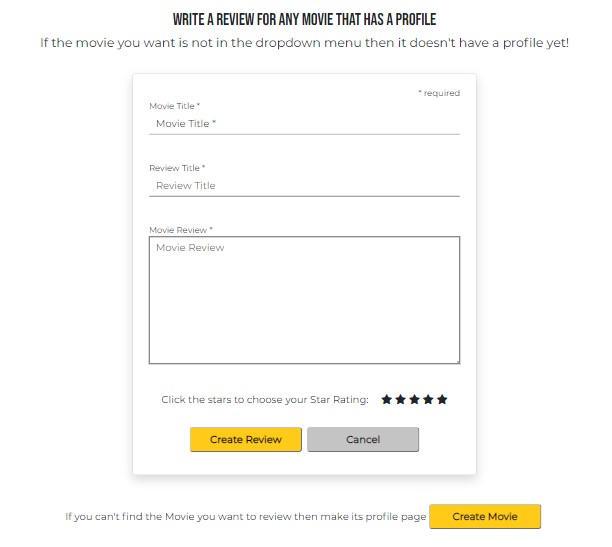 WRITE A REVIEW FOR ANY MOVIE THAT HAS A PROFILE
If the movie you want is not in the dropdown menu then it doesn't have a profile yet!
* required
Movie Title *
Movie Title *
Review Title *
Review Title
Movie Review *
Movie Review
Click the stars to choose your Star Rating:
Create Review Cancel
If you can't find the Movie you want to review then make its profile page Create Movie